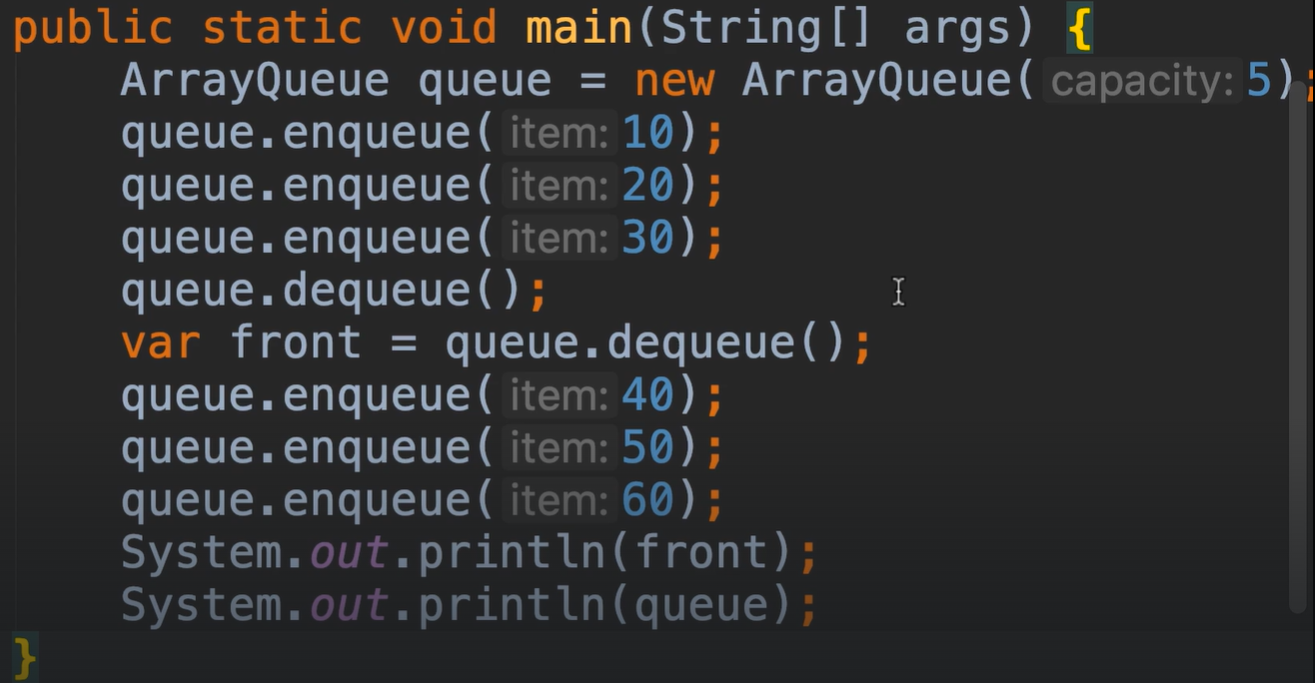 public static void main(String[] args) {
ArrayQueue queue = new ArrayQueue( capacity: 5);
queue.enqueue( item: 10);
queue.enqueue( item: 20);
queue.enqueue( item: 30);
queue.dequeue();
var front = queue.dequeue();
queue.enqueue( item: 40);
queue.enqueue( item: 50);
queue.enqueue( item: 60);
System.out.println(front);
System.out.println(queue);
}